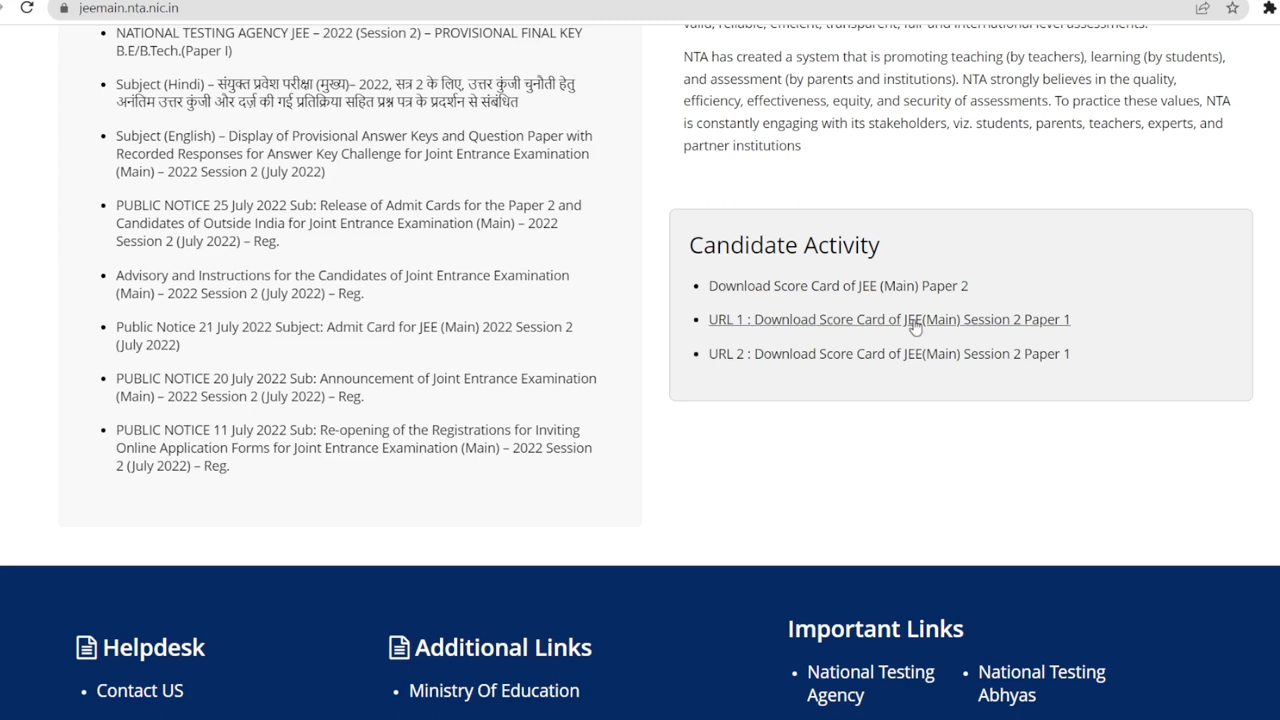 jeemain.nta.nic.in
NATIONAL TESTING AGENCY JEE – 2022 (Session 2) – PROVISIONAL FINAL KEY
B.E/B.Tech.(Paper I)
Subject (Hindi) – संयुक्त प्रवेश परीक्षा (मुख्य)– 2022, सत्र 2 के लिए, उत्तर कुंजी चुनौती हेतु
अनंतिम उत्तर कुंजी और दर्ज़ की गई प्रतिक्रिया सहित प्रश्न पत्र के प्रदर्शन से संबंधित
Subject (English) – Display of Provisional Answer Keys and Question Paper with
Recorded Responses for Answer Key Challenge for Joint Entrance Examination
(Main) – 2022 Session 2 (July 2022)
PUBLIC NOTICE 25 July 2022 Sub: Release of Admit Cards for the Paper 2 and
Candidates of Outside India for Joint Entrance Examination (Main) – 2022
Session 2 (July 2022) – Reg.
Advisory and Instructions for the Candidates of Joint Entrance Examination
(Main) – 2022 Session 2 (July 2022) – Reg.
Public Notice 21 July 2022 Subject: Admit Card for JEE (Main) 2022 Session 2
(July 2022)
PUBLIC NOTICE 20 July 2022 Sub: Announcement of Joint Entrance Examination
(Main) – 2022 Session 2 (July 2022) – Reg.
PUBLIC NOTICE 11 July 2022 Sub: Re-opening of the Registrations for Inviting
Online Application Forms for Joint Entrance Examination (Main) – 2022 Session
2 (July 2022) – Reg.
valid, reliable, efficient, transparent, fair and international level assessments.
NTA has created a system that is promoting teaching (by teachers), learning (by students),
and assessment (by parents and institutions). NTA strongly believes in the quality,
efficiency, effectiveness, equity, and security of assessments. To practice these values, NTA
is constantly engaging with its stakeholders, viz. students, parents, teachers, experts, and
partner institutions
Candidate Activity
Download Score Card of JEE (Main) Paper 2
URL 1 : Download Score Card of JEE(Main) Session 2 Paper 1
URL 2 : Download Score Card of JEE(Main) Session 2 Paper 1
Helpdesk
Contact US
Additional Links
Ministry Of Education
Important Links
National Testing
Agency
National Testing
Abhyas